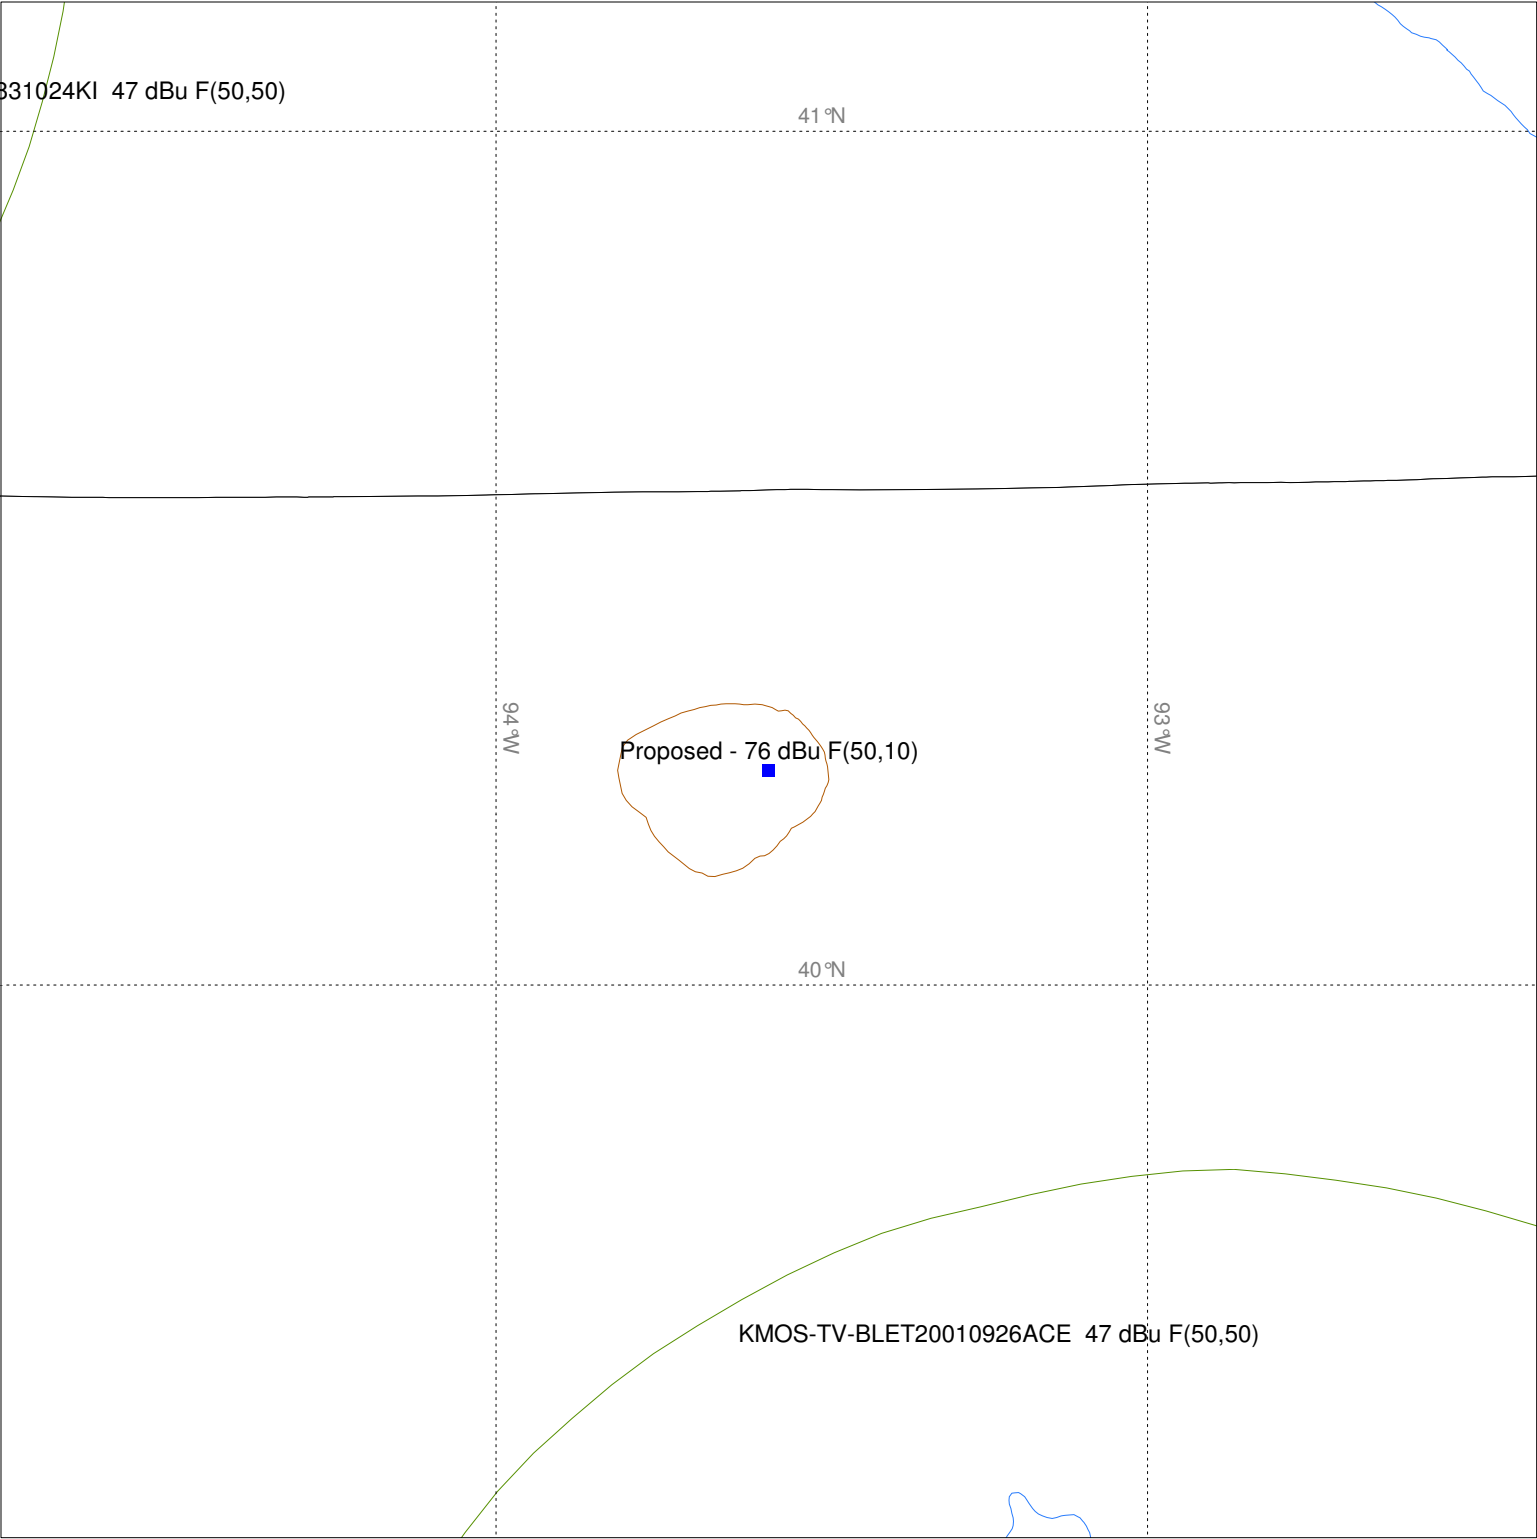 831024KI 47 dBu F(50,50)
41°N
94°W
93°W
Proposed - 76 dBu F(50,10)
40°N
KMOS-TV-BLET20010926ACE 47 dBu F(50,50)